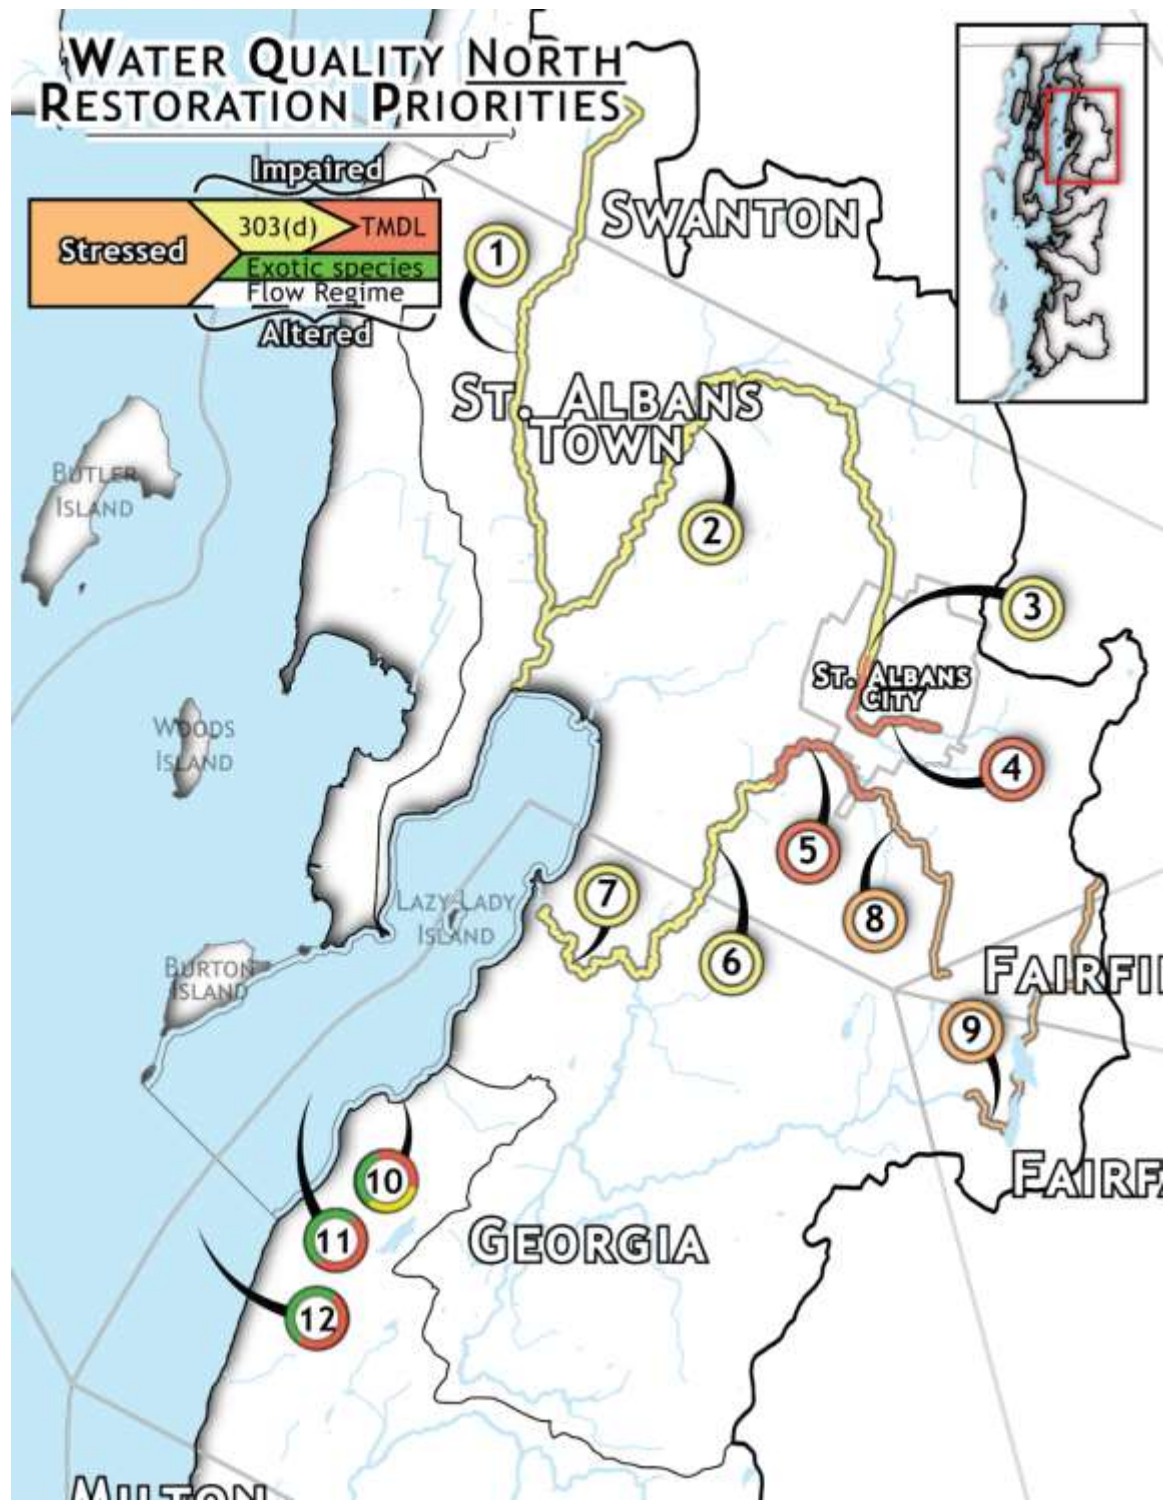 WATER QUALITY NORTH
RESTORATION PRIORITIES
Impaired
303(d)
TMDL
Stressed
Exotic species
Flow Regime
Altered
SWANTON
1
ST. ALBANS
TOWN
BUTLER
ISLAND
2
3
ST. ALBANS
CITY
WOODS
ISLAND
4
5
7
LAZY LADY
ISLAND
8
6
BURTON
ISLAND
9
10
11
GEORGIA
12